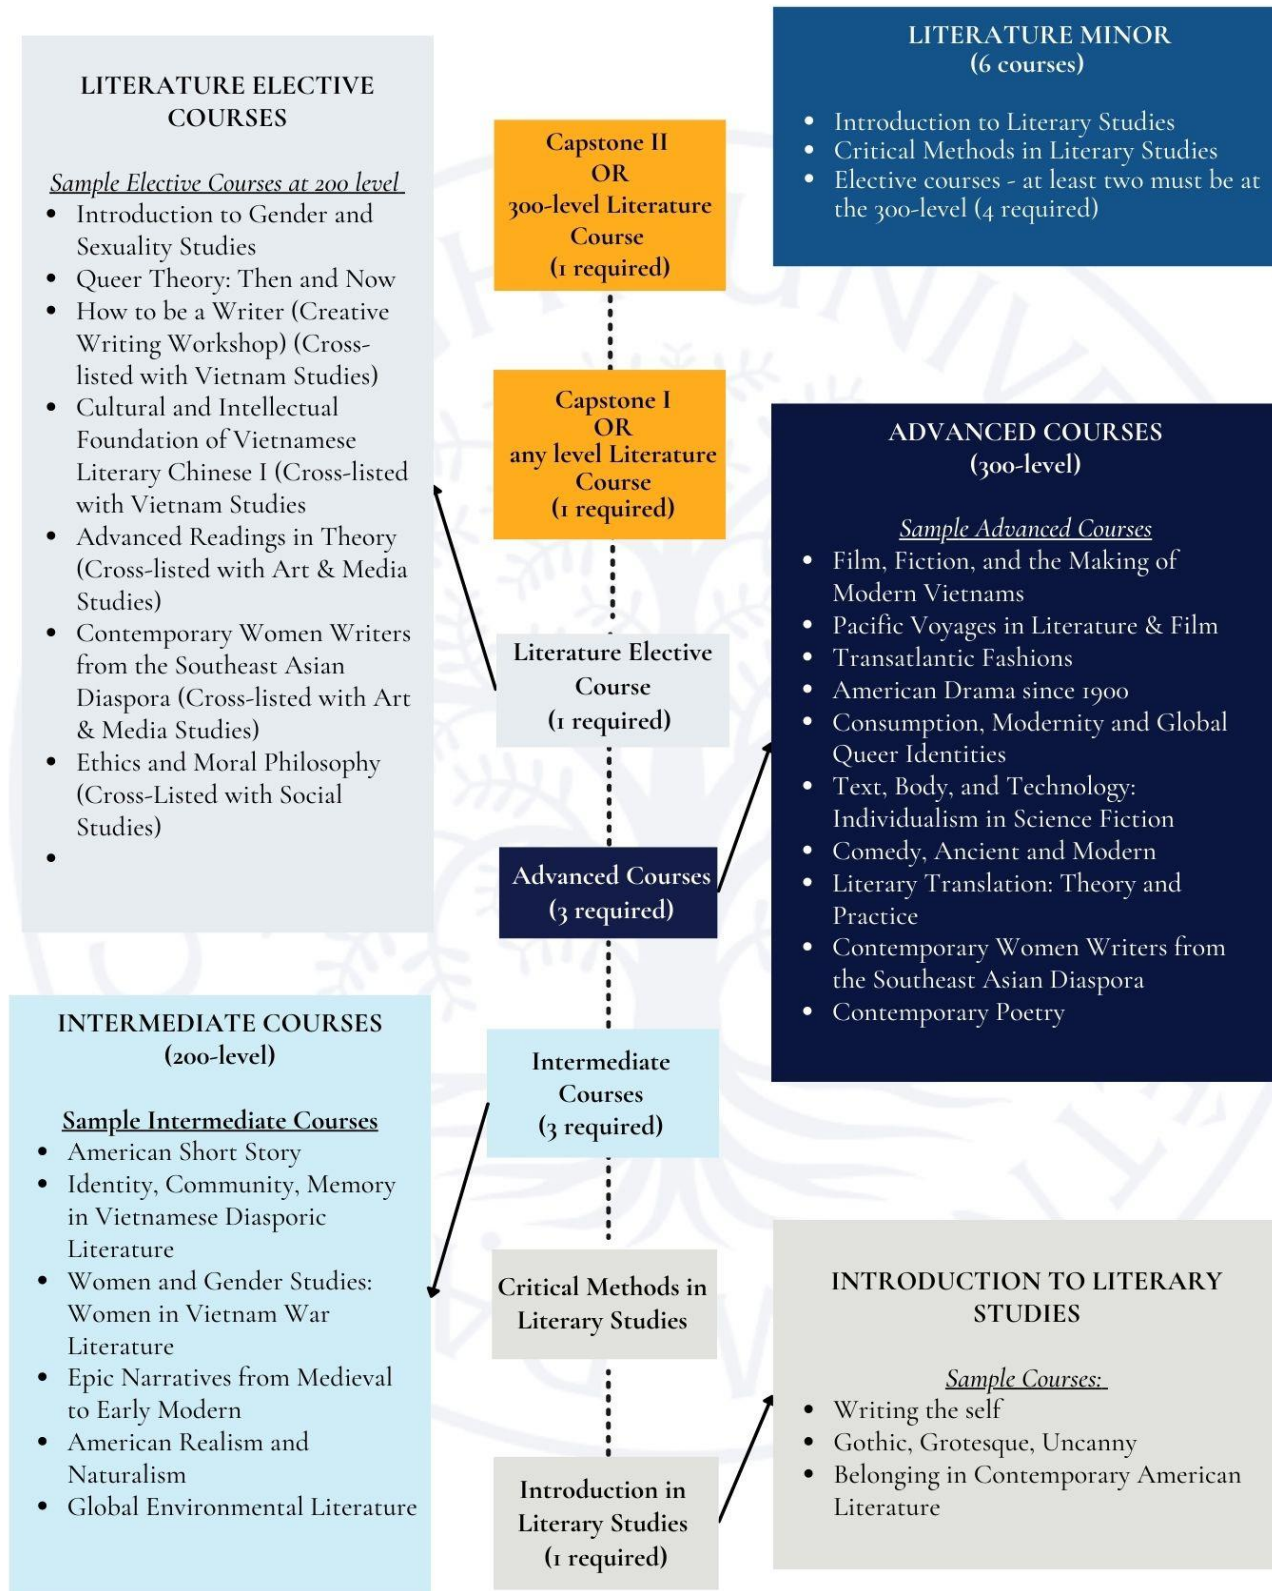 LITERATURE ELECTIVE
COURSES
Sample Elective Courses at 200 level
• Introduction to Gender and
Sexuality Studies
• Queer Theory: Then and Now
• How to be a Writer (Creative
Writing Workshop) (Cross-
listed with Vietnam Studies)
• Cultural and Intellectual
Foundation of Vietnamese
Literary Chinese I (Cross-listed
with Vietnam Studies
• Advanced Readings in Theory
(Cross-listed with Art & Media
Studies)
• Contemporary Women Writers
from the Southeast Asian
Diaspora (Cross-listed with Art
& Media Studies)
• Ethics and Moral Philosophy
(Cross-Listed with Social
Studies)
•
INTERMEDIATE COURSES
(200-level)
Sample Intermediate Courses
• American Short Story
• Identity, Community, Memory
in Vietnamese Diasporic
Literature
• Women and Gender Studies:
Women in Vietnam War
Literature
• Epic Narratives from Medieval
to Early Modern
• American Realism and
Naturalism
• Global Environmental Literature
Capstone II
OR
300-level Literature
Course
(1 required)
Capstone I
OR
any level Literature
Course
(1 required)
Literature Elective
Course
(1 required)
Advanced Courses
(3 required)
Intermediate
Courses
(3 required)
Critical Methods in
Literary Studies
Introduction in
Literary Studies
(1 required)
LITERATURE MINOR
(6 courses)
• Introduction to Literary Studies
• Critical Methods in Literary Studies
• Elective courses - at least two must be at
the 300-level (4 required)
ADVANCED COURSES
(300-level)
Sample Advanced Courses
• Film, Fiction, and the Making of
Modern Vietnams
• Pacific Voyages in Literature & Film
• Transatlantic Fashions
• American Drama since 1900
• Consumption, Modernity and Global
Queer Identities
• Text, Body, and Technology:
Individualism in Science Fiction
• Comedy, Ancient and Modern
• Literary Translation: Theory and
Practice
• Contemporary Women Writers from
the Southeast Asian Diaspora
• Contemporary Poetry
INTRODUCTION TO LITERARY
STUDIES
Sample Courses:
• Writing the self
• Gothic, Grotesque, Uncanny
• Belonging in Contemporary American
Literature